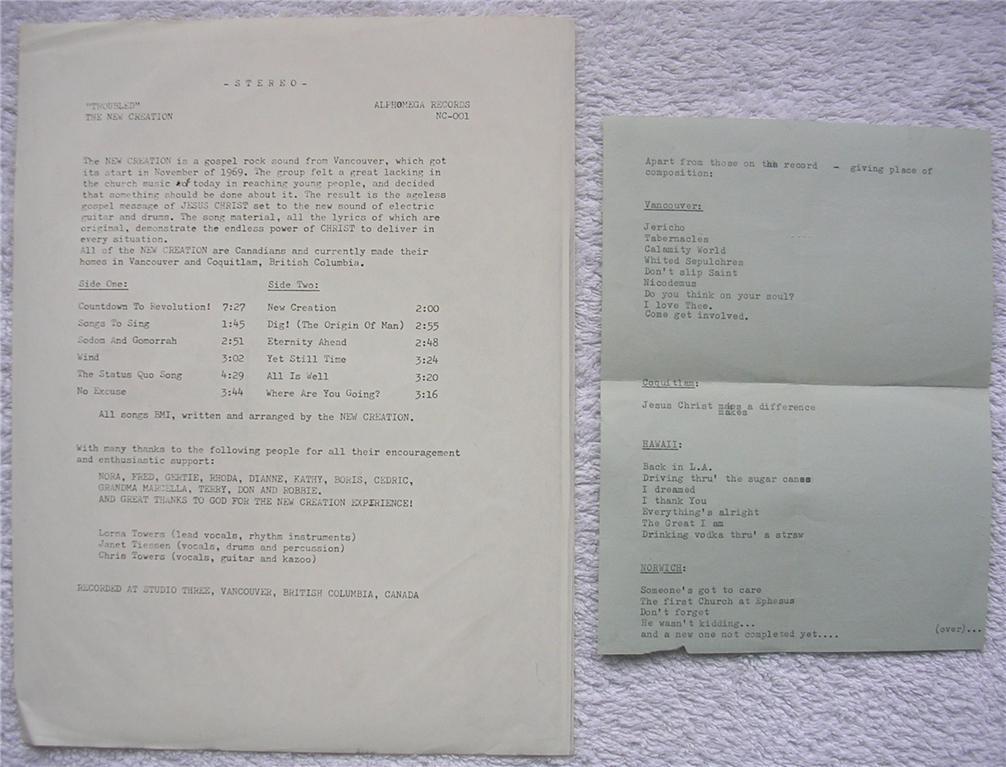 - S T E R E O -
"TROUBLED" ALPHOMEGA RECORDS
THE NEW CREATION NC-001
The NEW CREATION is a gospel rock sound from Vancouver, which got
its start in November of 1969. The group felt a great lacking in
the church music of today in reaching young people, and decided
that something should be done about it. The result is the ageless
gospel message of JESUS CHRIST set to the new sound of electric
guitar and drums. The song material, all the lyrics of which are
original, demonstrate the endless power of CHRIST to deliver in
every situation.
All of the NEW CREATION are Canadians and currently made their
homes in Vancouver and Coquitlam, British Columbia.
Side One: Side Two:
Countdown To Revolution! 7:27 New Creation 2:00
Songs To Sing 1:45 Dig! (The Origin Of Man) 2:55
Sodom And Gomorrah 2:51 Eternity Ahead 2:48
Wind 3:02 Yet Still Time 3:24
The Status Quo Song 4:29 All Is Well 3:20
No Excuse 3:44 Where Are You Going? 3:16
All songs BMI, written and arranged by the NEW CREATION.
With many thanks to the following people for all their encouragement
and enthusiastic support:
NORA, FRED, GERTIE, RHODA, DIANNE, KATHY, BORIS, CEDRIC,
GRANDMA MARCELLA, TERRY, DON AND ROBBIE.
AND GREAT THANKS TO GOD FOR THE NEW CREATION EXPERIENCE!
Lorna Towers (lead vocals, rhythm instruments)
Janet Tiessen (vocals, drums and percussion)
Chris Towers (vocals, guitar and kazoo)
RECORDED AT STUDIO THREE, VANCOUVER, BRITISH COLUMBIA, CANADA
Apart from those on the record - giving place of
composition:
Vancouver:
Jericho
Tabernacles
Calamity World
Whited Sepulchres
Don't slip Saint
Nicodemus
Do you think on your soul?
I love Thee.
Come get involved.
Coquitlam:
Jesus Christ makes a difference
makes
HAWAII:
Back in L.A.
Driving thru' the sugar canes
I dreamed
I thank You
Everything's alright
The Great I am
Drinking vodka thru' a straw
NORWICH:
Someone's got to care
The first Church at Ephesus
Don't forget
He wasn't kidding...
and a new one not completed yet....
(over)...